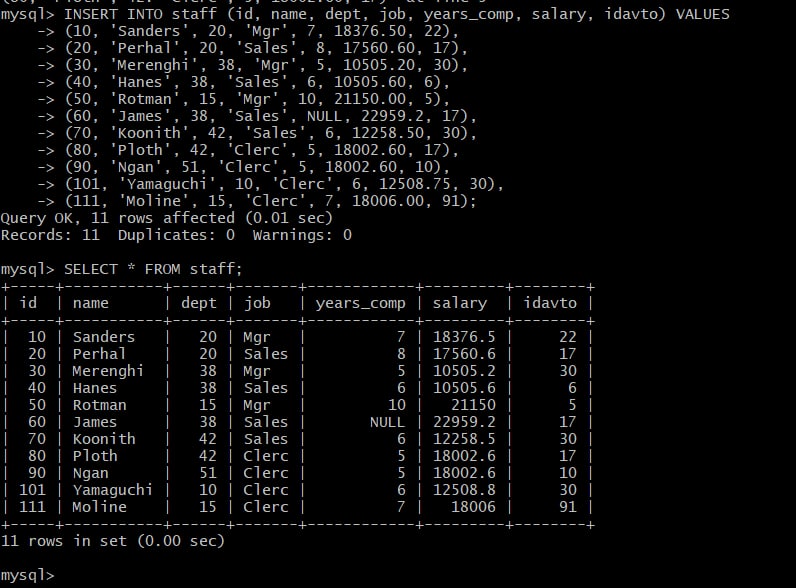 mysql> INSERT INTO staff (id, name, dept, job, years_comp, salary, idavto) VALUES
    -> (10, 'Sanders', 20, 'Mgr', 7, 18376.50, 22),
    -> (20, 'Perhal', 20, 'Sales', 8, 17560.60, 17),
    -> (30, 'Merenghi', 38, 'Mgr', 5, 10505.20, 30),
    -> (40, 'Hanes', 38, 'Sales', 6, 10505.60, 6),
    -> (50, 'Rotman', 15, 'Mgr', 10, 21150.00, 5),
    -> (60, 'James', 38, 'Sales', NULL, 22959.2, 17),
    -> (70, 'Koonith', 42, 'Sales', 6, 12258.50, 30),
    -> (80, 'Ploth', 42, 'Clerc', 5, 18002.60, 17),
    -> (90, 'Ngan', 51, 'Clerc', 5, 18002.60, 10),
    -> (101, 'Yamaguchi', 10, 'Clerc', 6, 12508.75, 30),
    -> (111, 'Moline', 15, 'Clerc', 7, 18006.00, 91);
Query OK, 11 rows affected (0.01 sec)
Records: 11  Duplicates: 0  Warnings: 0
mysql> SELECT * FROM staff;
+-----+-----------+------+-------+------------+---------+--------+
| id  | name      | dept | job   | years_comp | salary  | idavto |
+-----+-----------+------+-------+------------+---------+--------+
|  10 | Sanders   |   20 | Mgr   |          7 | 18376.5 |     22 |
|  20 | Perhal    |   20 | Sales |          8 | 17560.6 |     17 |
|  30 | Merenghi  |   38 | Mgr   |          5 | 10505.2 |     30 |
|  40 | Hanes     |   38 | Sales |          6 | 10505.6 |      6 |
|  50 | Rotman    |   15 | Mgr   |         10 |   21150 |      5 |
|  60 | James     |   38 | Sales |       NULL | 22959.2 |     17 |
|  70 | Koonith   |   42 | Sales |          6 | 12258.5 |     30 |
|  80 | Ploth     |   42 | Clerc |          5 | 18002.6 |     17 |
|  90 | Ngan      |   51 | Clerc |          5 | 18002.6 |     10 |
| 101 | Yamaguchi |   10 | Clerc |          6 | 12508.8 |     30 |
| 111 | Moline    |   15 | Clerc |          7 |   18006 |     91 |
+-----+-----------+------+-------+------------+---------+--------+
11 rows in set (0.00 sec)
mysql>